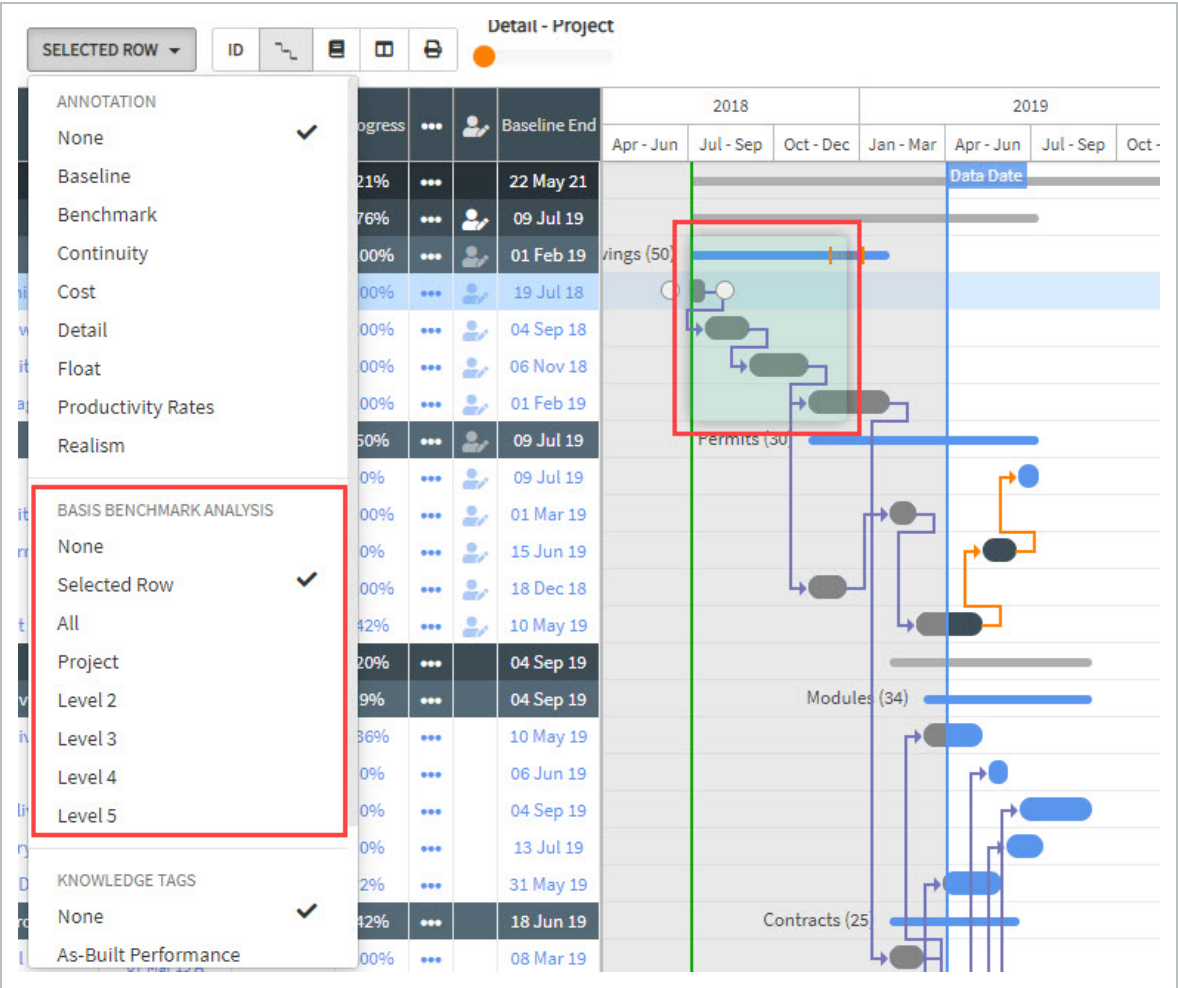 Detail - Project
SELECTED ROW
ID
ANNOTATION
None
Baseline
Benchmark
Continuity
Cost
Detail
Float
Productivity Rates
Realism
BASIS BENCHMARK ANALYSIS
None
Selected Row
All
Project
Level 2
Level 3
Level 4
Level 5
KNOWLEDGE TAGS
None
As-Built Performance
Baseline End
2018 2019
Apr - Jun Jul - Sep Oct - Dec Jan - Mar Apr - Jun Jul - Sep
Data Date
21% ••• 22 May 21
76% ••• 09 Jul 19
00% ••• 01 Feb 19 vings (50)
00% ••• 19 Jul 18
00% ••• 04 Sep 18
00% ••• 06 Nov 18
00% ••• 01 Feb 19
50% ••• 09 Jul 19 Permits (30)
0% ••• 09 Jul 19
00% ••• 01 Mar 19
0% ••• 15 Jun 19
00% ••• 18 Dec 18
42% ••• 10 May 19
20% ••• 04 Sep 19
9% ••• 04 Sep 19 Modules (34)
36% ••• 10 May 19
0% ••• 06 Jun 19
0% ••• 04 Sep 19
0% ••• 13 Jul 19
2% ••• 31 May 19
42% ••• 18 Jun 19 Contracts (25)
00% ••• 08 Mar 19